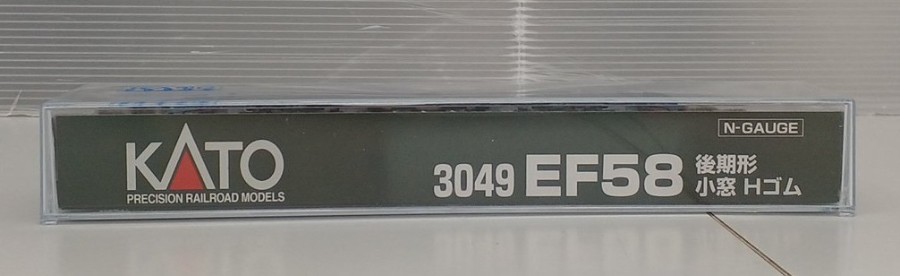 KATO
PRECISION RAILROAD MODELS
3049 EF58 後期形
小窓 Hゴム
N-GAUGE